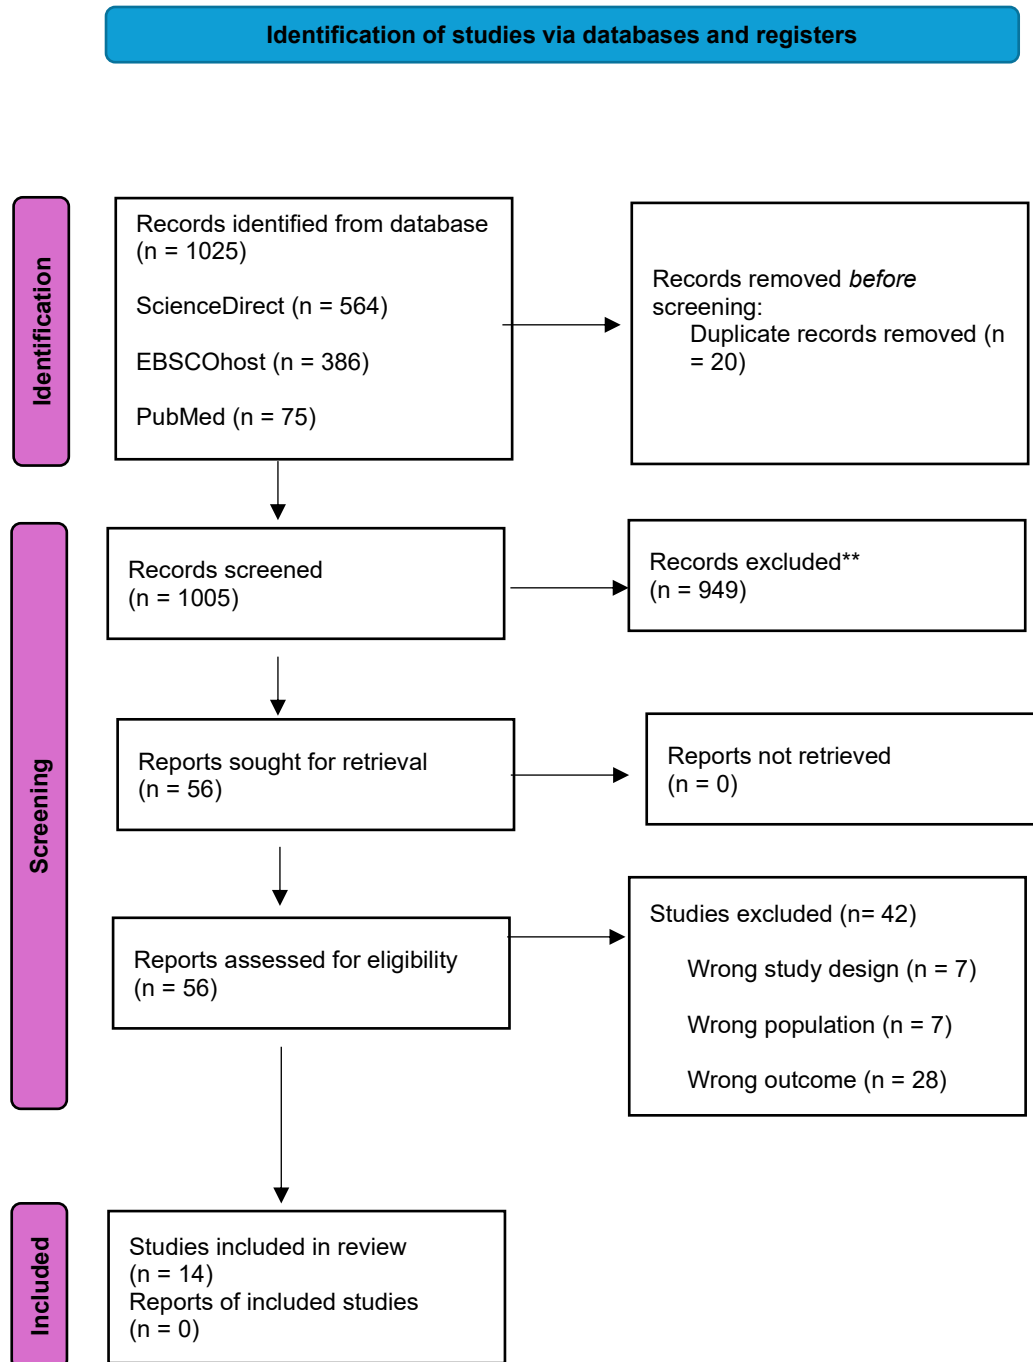 Identification of studies via databases and registers
Identification
Records identified from database
(n = 1025)
ScienceDirect (n = 564)
EBSCOhost (n = 386)
PubMed (n = 75)
Records removed before
screening:
Duplicate records removed (n
= 20)
Screening
Records screened
(n = 1005)
Records excluded**
(n = 949)
Reports sought for retrieval
(n = 56)
Reports not retrieved
(n = 0)
Reports assessed for eligibility
(n = 56)
Studies excluded (n= 42)
Wrong study design (n = 7)
Wrong population (n = 7)
Wrong outcome (n = 28)
Included
Studies included in review
(n = 14)
Reports of included studies
(n = 0)